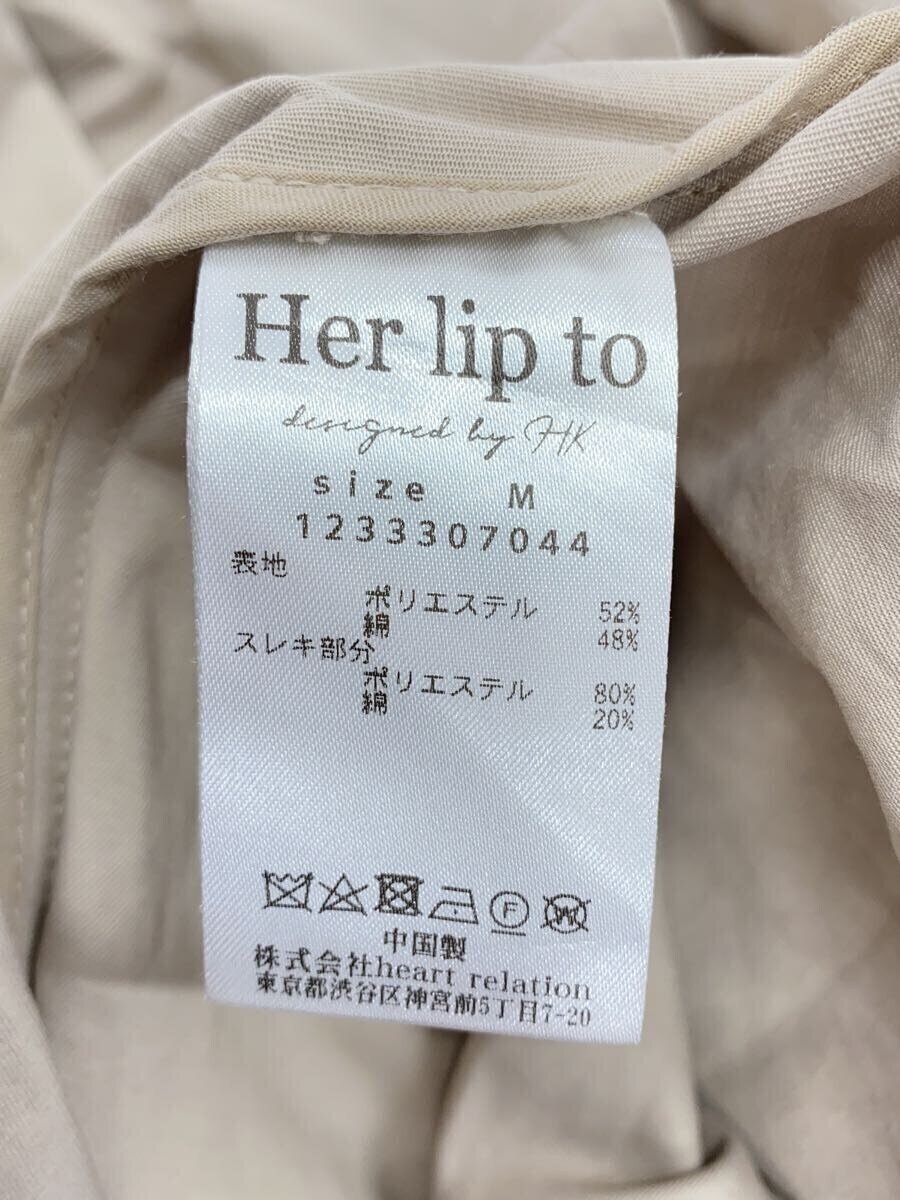 Her lip to
designed by HK
size M
1233307044
表地
ポリエステル 52%
綿 48%
スレキ部分
ポリエステル 80%
綿 20%
F W
中国製
株式会社heart relation
東京都渋谷区神宮前5丁目7-20